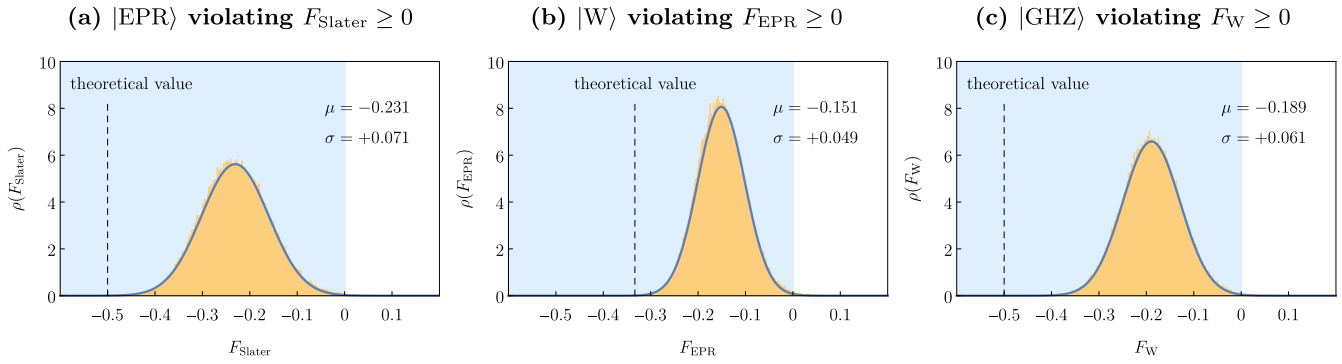 (a) |EPR⟩ violating F_Slater ≥ 0
theoretical value
μ = −0.231
σ = +0.071
ρ(F_Slater)
10
8
6
4
2
0
−0.5 −0.4 −0.3 −0.2 −0.1 0 0.1
F_Slater
(b) |W⟩ violating F_EPR ≥ 0
theoretical value
μ = −0.151
σ = +0.049
ρ(F_EPR)
10
8
6
4
2
0
−0.5 −0.4 −0.3 −0.2 −0.1 0 0.1
F_EPR
(c) |GHZ⟩ violating F_W ≥ 0
theoretical value
μ = −0.189
σ = +0.061
ρ(F_W)
10
8
6
4
2
0
−0.5 −0.4 −0.3 −0.2 −0.1 0 0.1
F_W